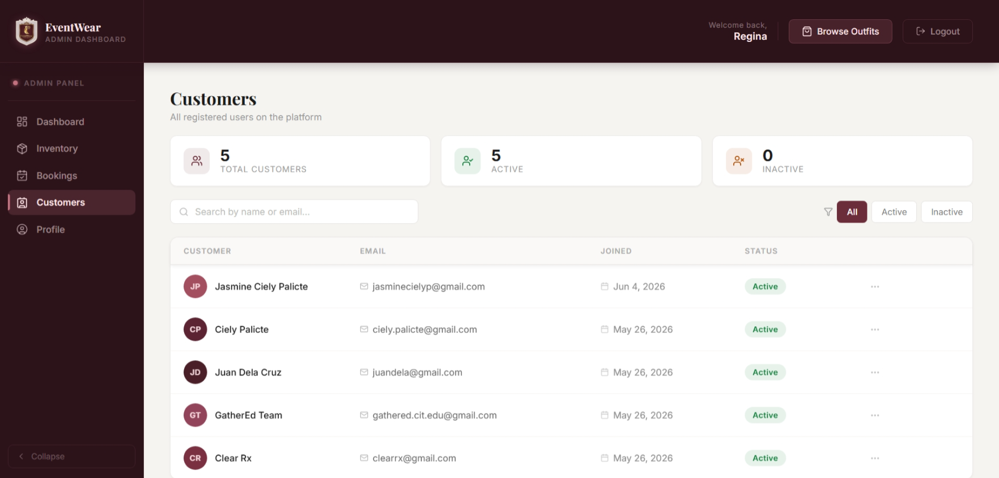 EventWear
ADMIN DASHBOARD
Welcome back,
Regina
Browse Outfits
Logout
ADMIN PANEL
Dashboard
Inventory
Bookings
Customers
Profile
Collapse
Customers
All registered users on the platform
5
TOTAL CUSTOMERS
5
ACTIVE
0
INACTIVE
Search by name or email...
All
Active
Inactive
CUSTOMER EMAIL JOINED STATUS
JP Jasmine Ciely Palicte jasminecielyp@gmail.com Jun 4, 2026 Active ...
CP Ciely Palicte ciely.palicte@gmail.com May 26, 2026 Active ...
JD Juan Dela Cruz juandela@gmail.com May 26, 2026 Active ...
GT GatherEd Team gathered.cit.edu@gmail.com May 26, 2026 Active ...
CR Clear Rx clearrx@gmail.com May 26, 2026 Active ...